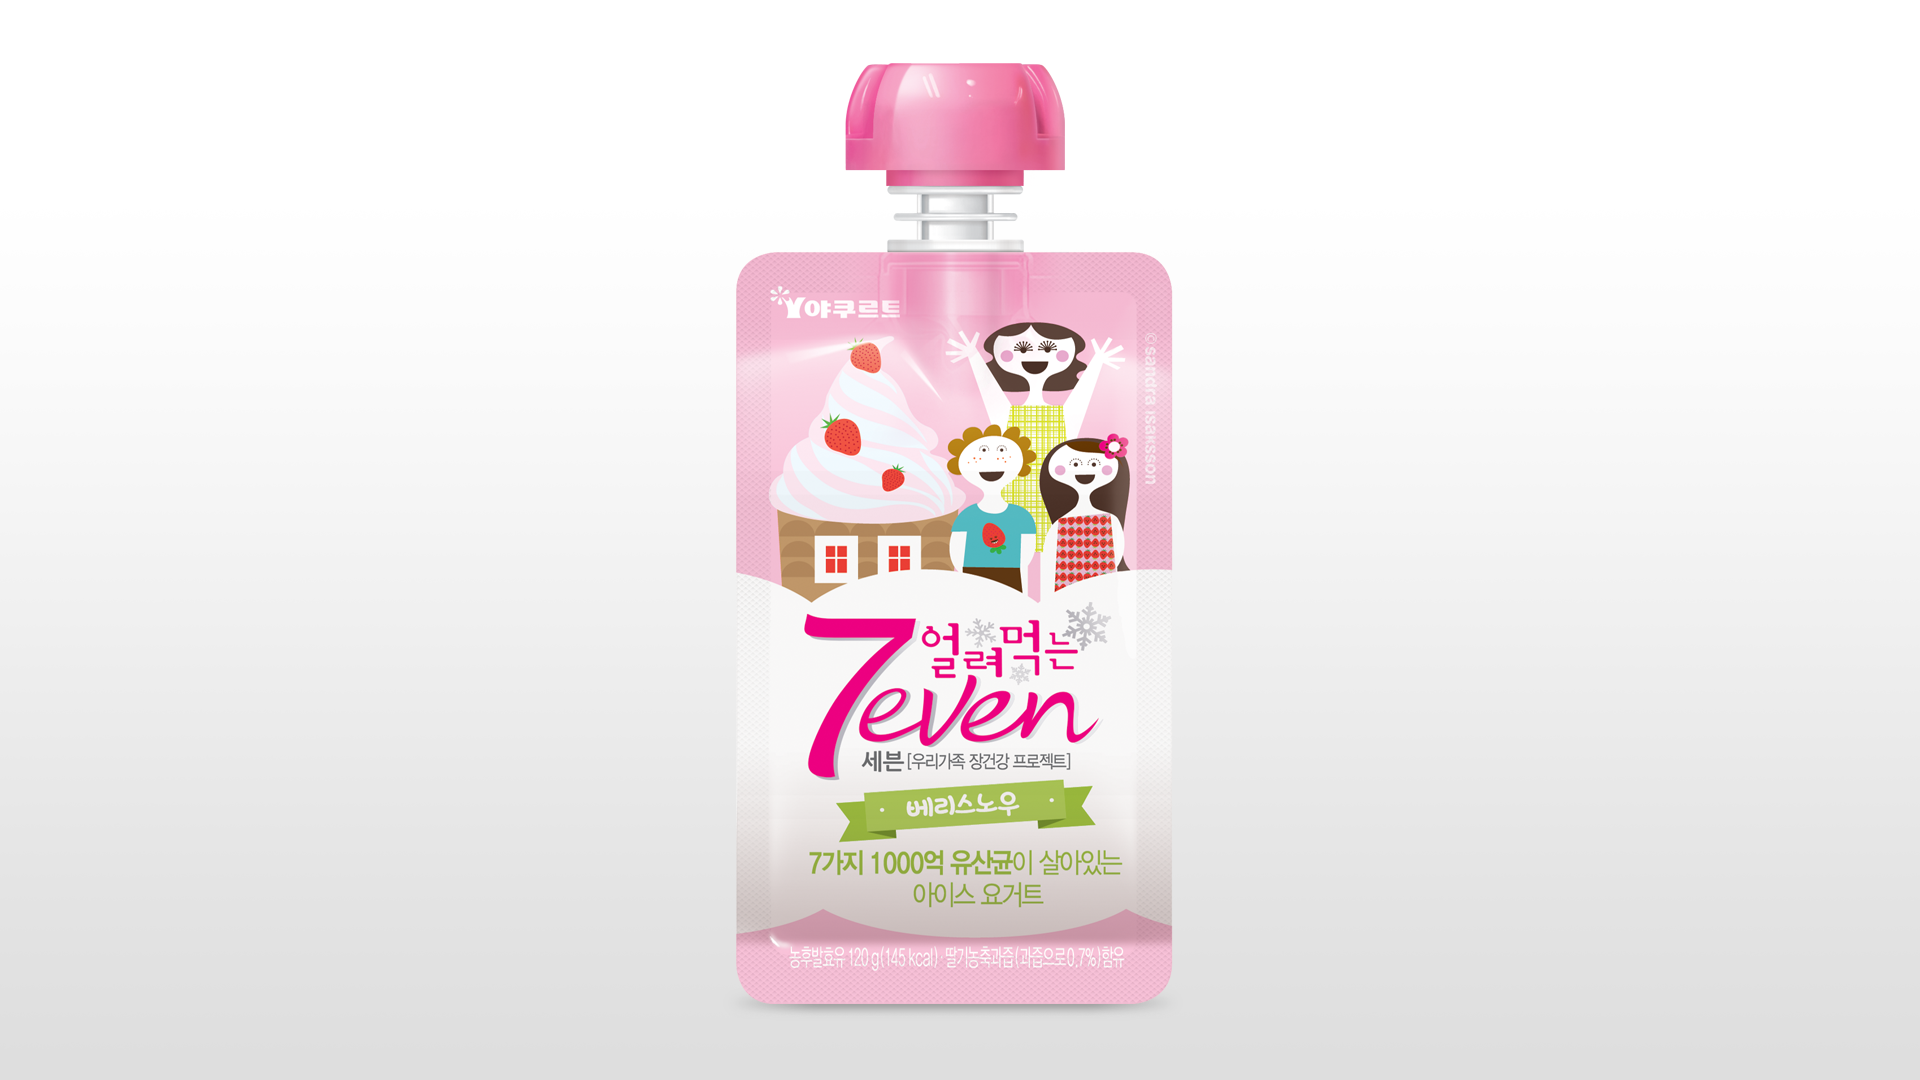 야쿠르트
©sandra isaksson
얼려먹는
7even
세븐 [우리가족 장건강 프로젝트]
베리스노우
7가지 1000억 유산균이 살아있는
아이스 요거트
농후발효유 120g(145kcal)·딸기농축과즙(과즙으로0.7%)함유